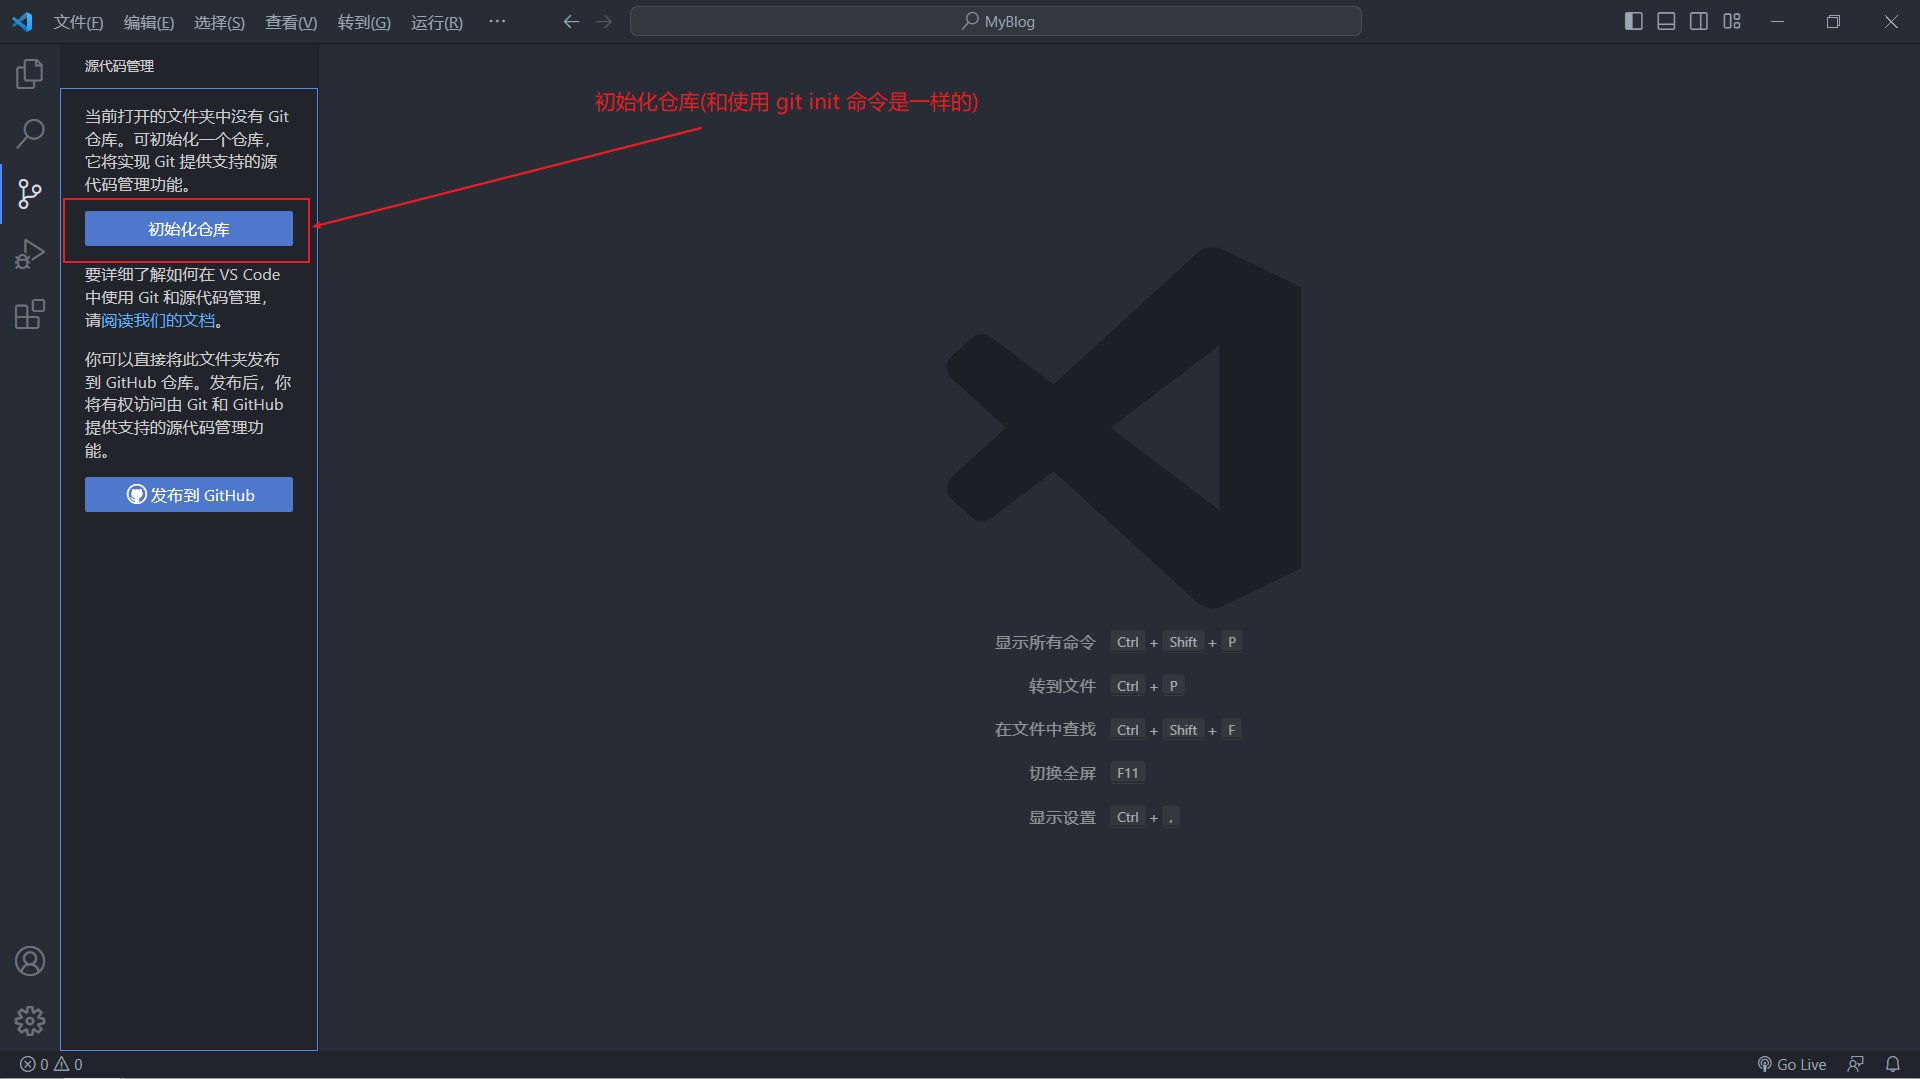 文件(F) 编辑(E) 选择(S) 查看(V) 转到(G) 运行(R) ··· MyBlog
源代码管理
初始化仓库(和使用 git init 命令是一样的)
当前打开的文件夹中没有 Git
仓库。可初始化一个仓库，
它将实现 Git 提供支持的源
代码管理功能。
初始化仓库
要详细了解如何在 VS Code
中使用 Git 和源代码管理，
请阅读我们的文档。
你可以直接将此文件夹发布
到 GitHub 仓库。发布后，你
将有权访问由 Git 和 GitHub
提供支持的源代码管理功
能。
发布到 GitHub
显示所有命令 Ctrl + Shift + P
转到文件 Ctrl + P
在文件中查找 Ctrl + Shift + F
切换全屏 F11
显示设置 Ctrl + ,
0 0 Go Live